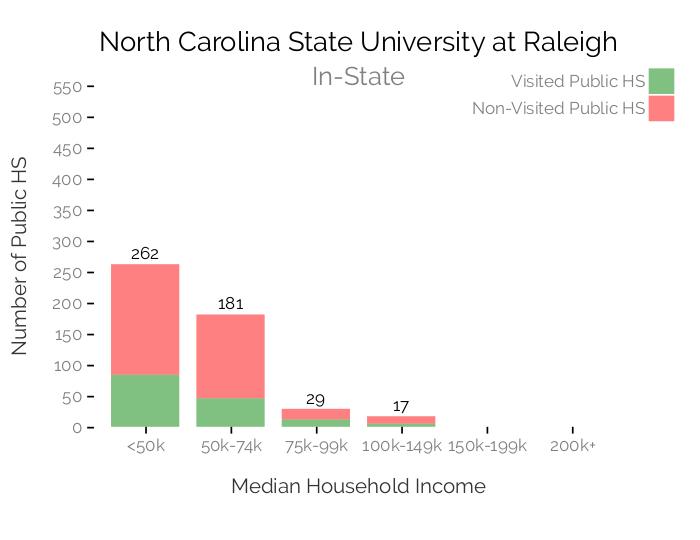 North Carolina State University at Raleigh
In-State
Visited Public HS
Non-Visited Public HS
Number of Public HS
550
500
450
400
350
300
250
200
150
100
50
0
262
181
29
17
<50k
50k-74k
75k-99k
100k-149k
150k-199k
200k+
Median Household Income